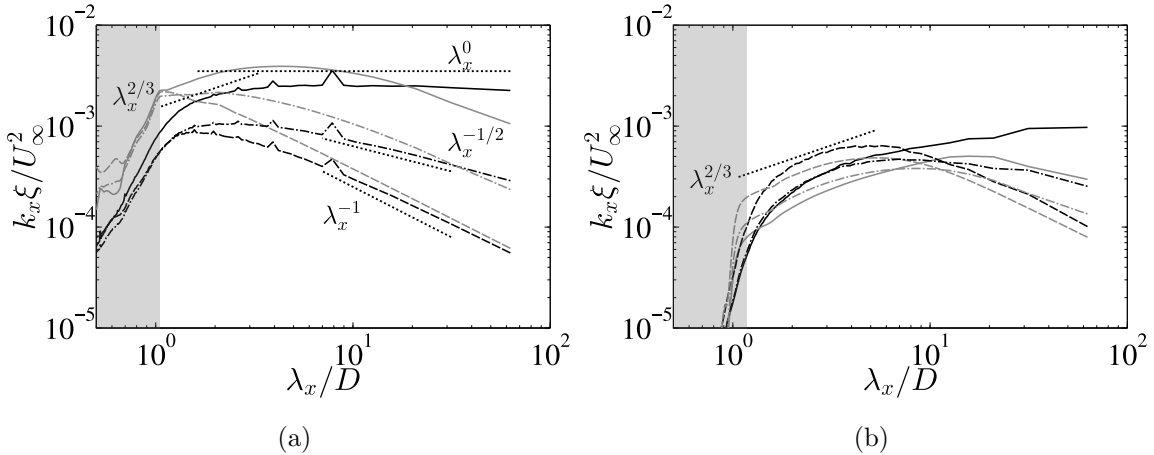 10^{-2}
10^{-3}
10^{-4}
10^{-5}
k_x ξ/U_∞^2
λ_x^{2/3}
λ_x^0
λ_x^{-1/2}
λ_x^{-1}
10^0
10^1
10^2
λ_x/D
(a)
10^{-2}
10^{-3}
10^{-4}
10^{-5}
k_x ξ/U_∞^2
λ_x^{2/3}
10^0
10^1
10^2
λ_x/D
(b)